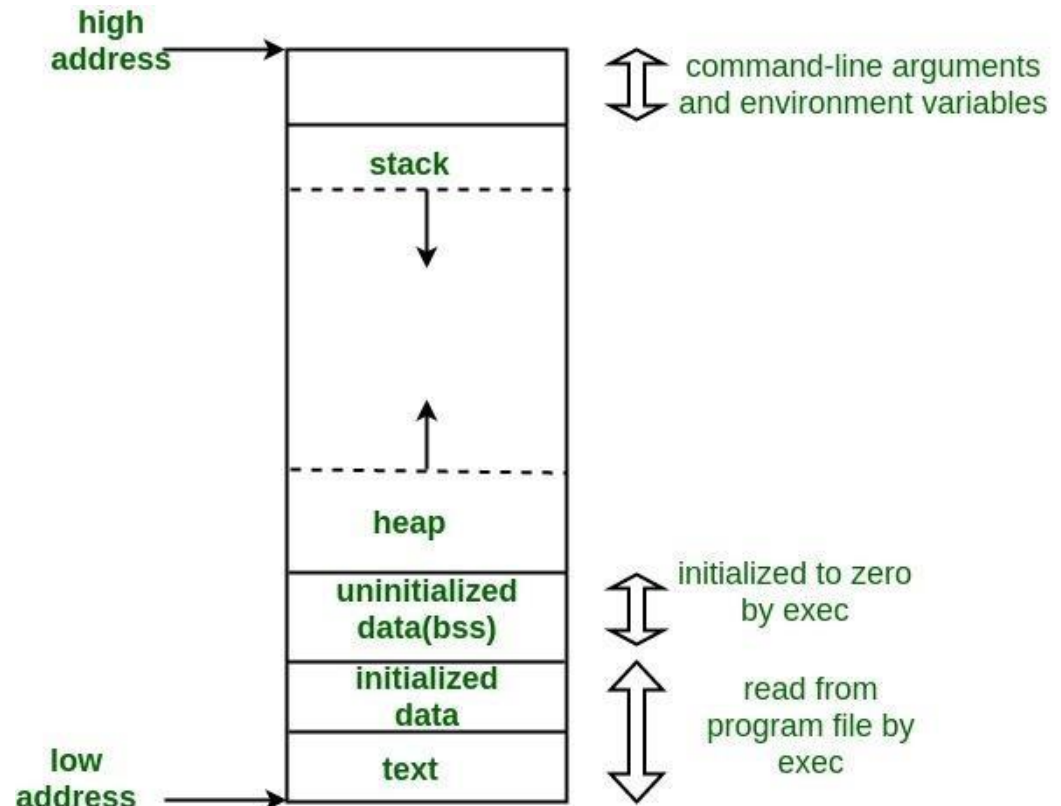 high
address
command-line arguments
and environment variables
stack
heap
uninitialized
data(bss)
initialized to zero
by exec
initialized
data
read from
program file by
exec
text
low
address